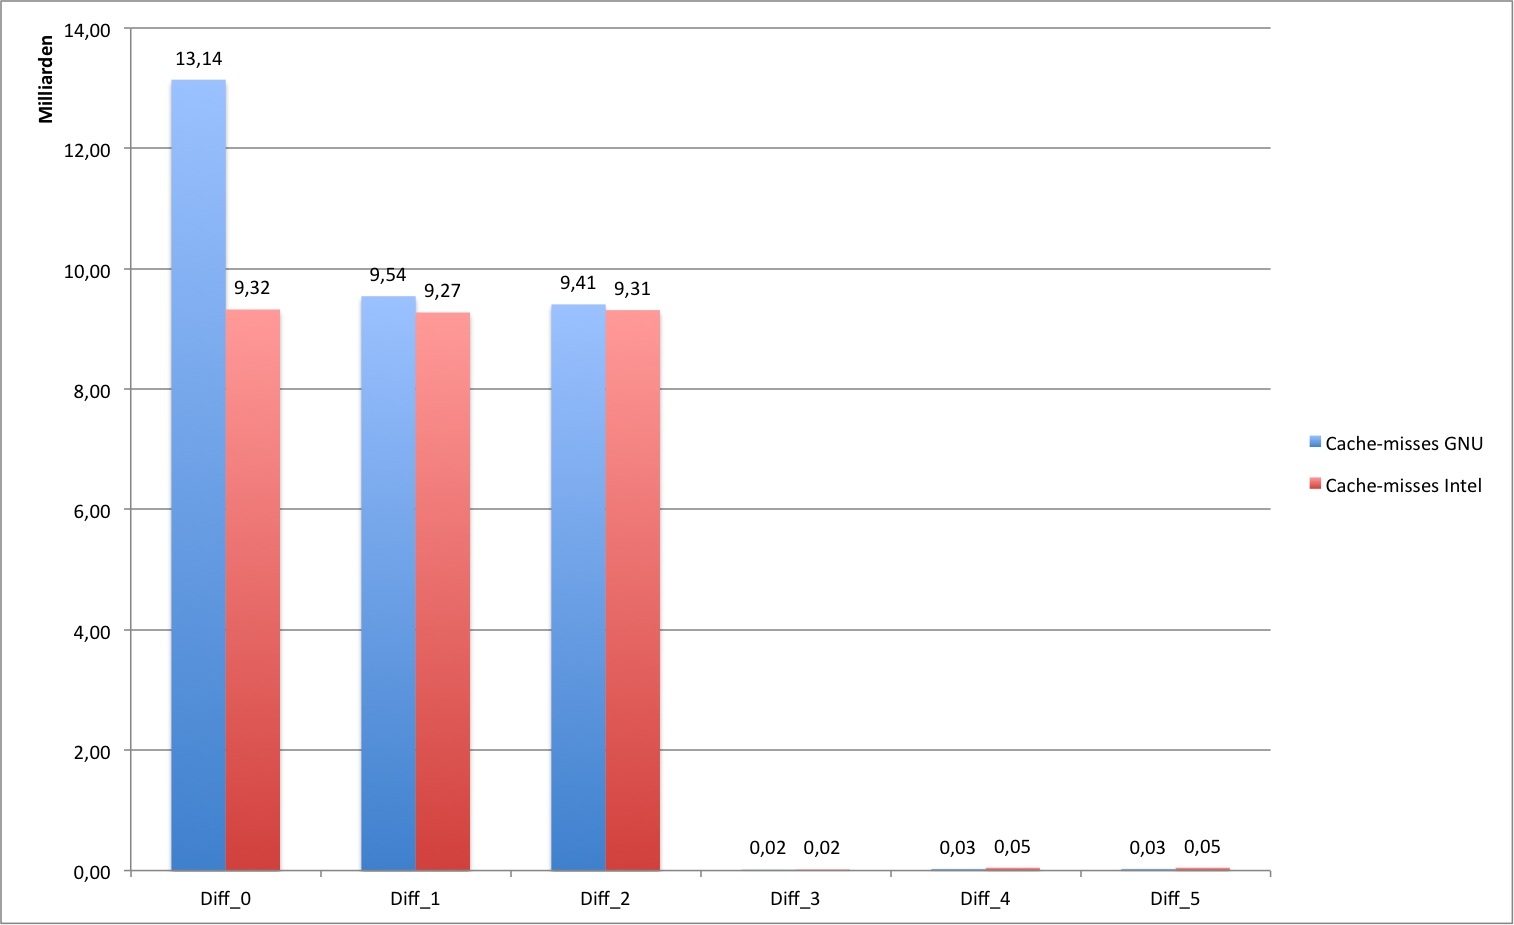 Milliarden
14,00
12,00
10,00
8,00
6,00
4,00
2,00
0,00
13,14
9,32
9,54
9,27
9,41
9,31
0,02
0,02
0,03
0,05
0,03
0,05
Diff_0
Diff_1
Diff_2
Diff_3
Diff_4
Diff_5
Cache-misses GNU
Cache-misses Intel